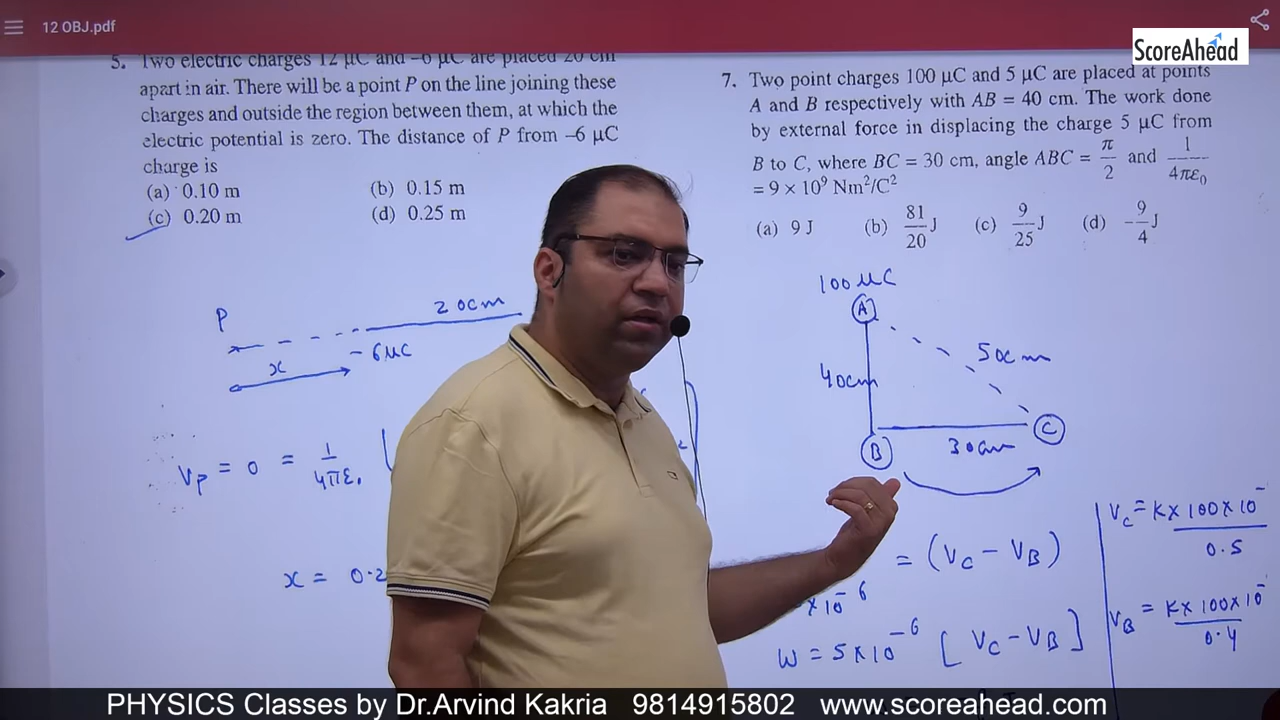 12 OBJ.pdf
ScoreAhead
5. Two electric charges 12 μC and –6 μC are placed 20 cm
apart in air. There will be a point P on the line joining these
charges and outside the region between them, at which the
electric potential is zero. The distance of P from –6 μC
charge is
(a) 0.10 m (b) 0.15 m
(c) 0.20 m (d) 0.25 m
P
20cm
x
-6μC
V_P = 0 = 1/4πε₀
x = 0.2
7. Two point charges 100 μC and 5 μC are placed at points
A and B respectively with AB = 40 cm. The work done
by external force in displacing the charge 5 μC from
B to C, where BC = 30 cm, angle ABC = π/2 and 1/4πε₀
= 9 × 10⁹ Nm²/C²
(a) 9 J (b) 81/20 J (c) 9/25 J (d) –9/4 J
100μC
A
50cm
40cm
B
30cm
C
= (V_C - V_B)
×10⁻⁶
W = 5×10⁻⁶ [V_C - V_B]
V_C = K×100×10⁻/0.5
V_B = K×100×10⁻/0.4
PHYSICS Classes by Dr.Arvind Kakria 9814915802 www.scoreahead.com